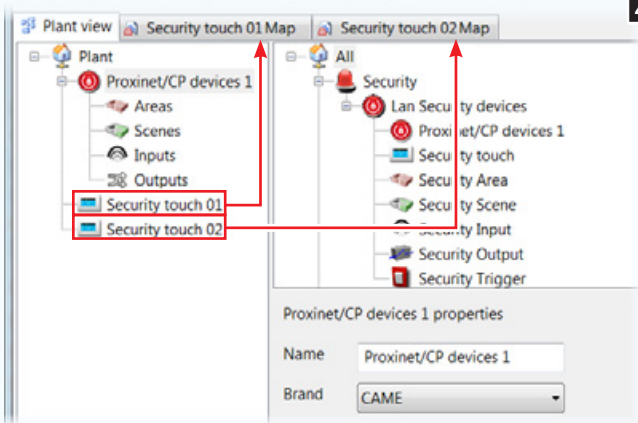 Plant view
Security touch 01 Map
Security touch 02 Map
Plant
Proxinet/CP devices 1
Areas
Scenes
Inputs
Outputs
Security touch 01
Security touch 02
All
Security
Lan Security devices
Proxinet/CP devices 1
Security touch
Security Area
Security Scene
Security Input
Security Output
Security Trigger
Proxinet/CP devices 1 properties
Name
Proxinet/CP devices 1
Brand
CAME